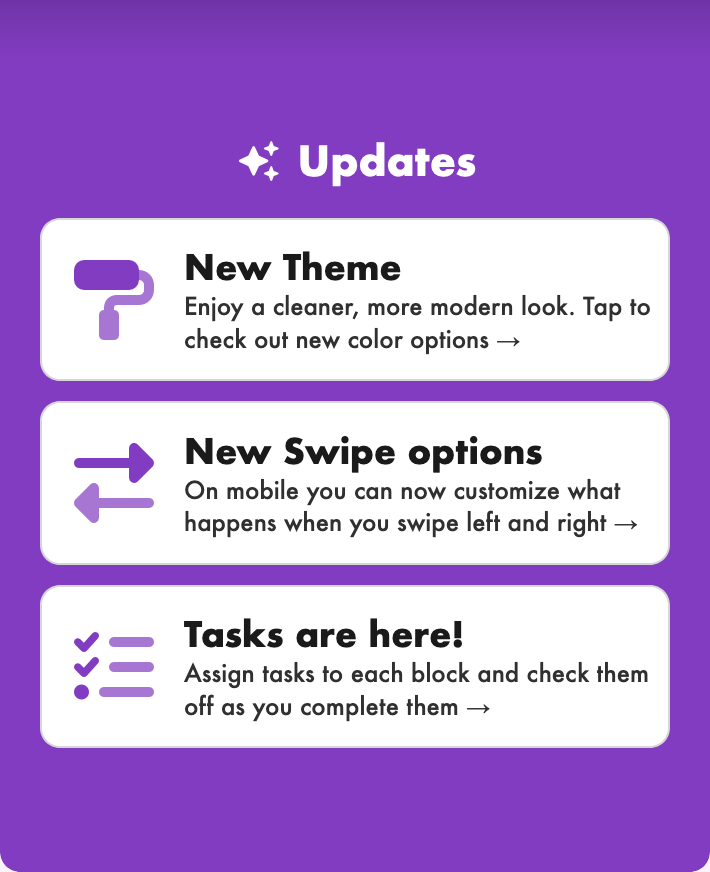 Updates
New Theme
Enjoy a cleaner, more modern look. Tap to
check out new color options →
New Swipe options
On mobile you can now customize what
happens when you swipe left and right →
Tasks are here!
Assign tasks to each block and check them
off as you complete them →